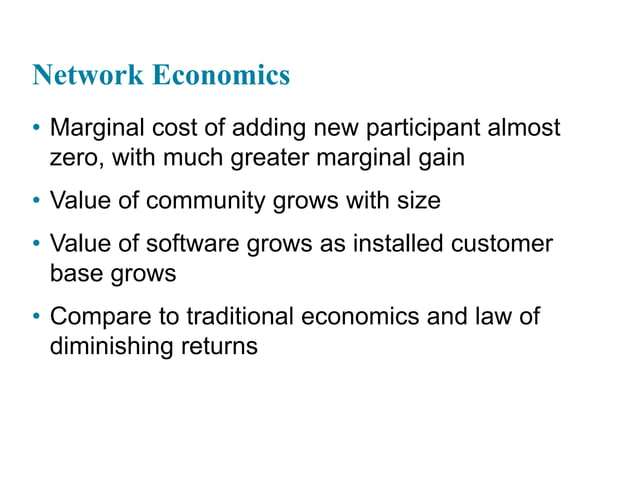 Network Economics
• Marginal cost of adding new participant almost
zero, with much greater marginal gain
• Value of community grows with size
• Value of software grows as installed customer
base grows
• Compare to traditional economics and law of
diminishing returns